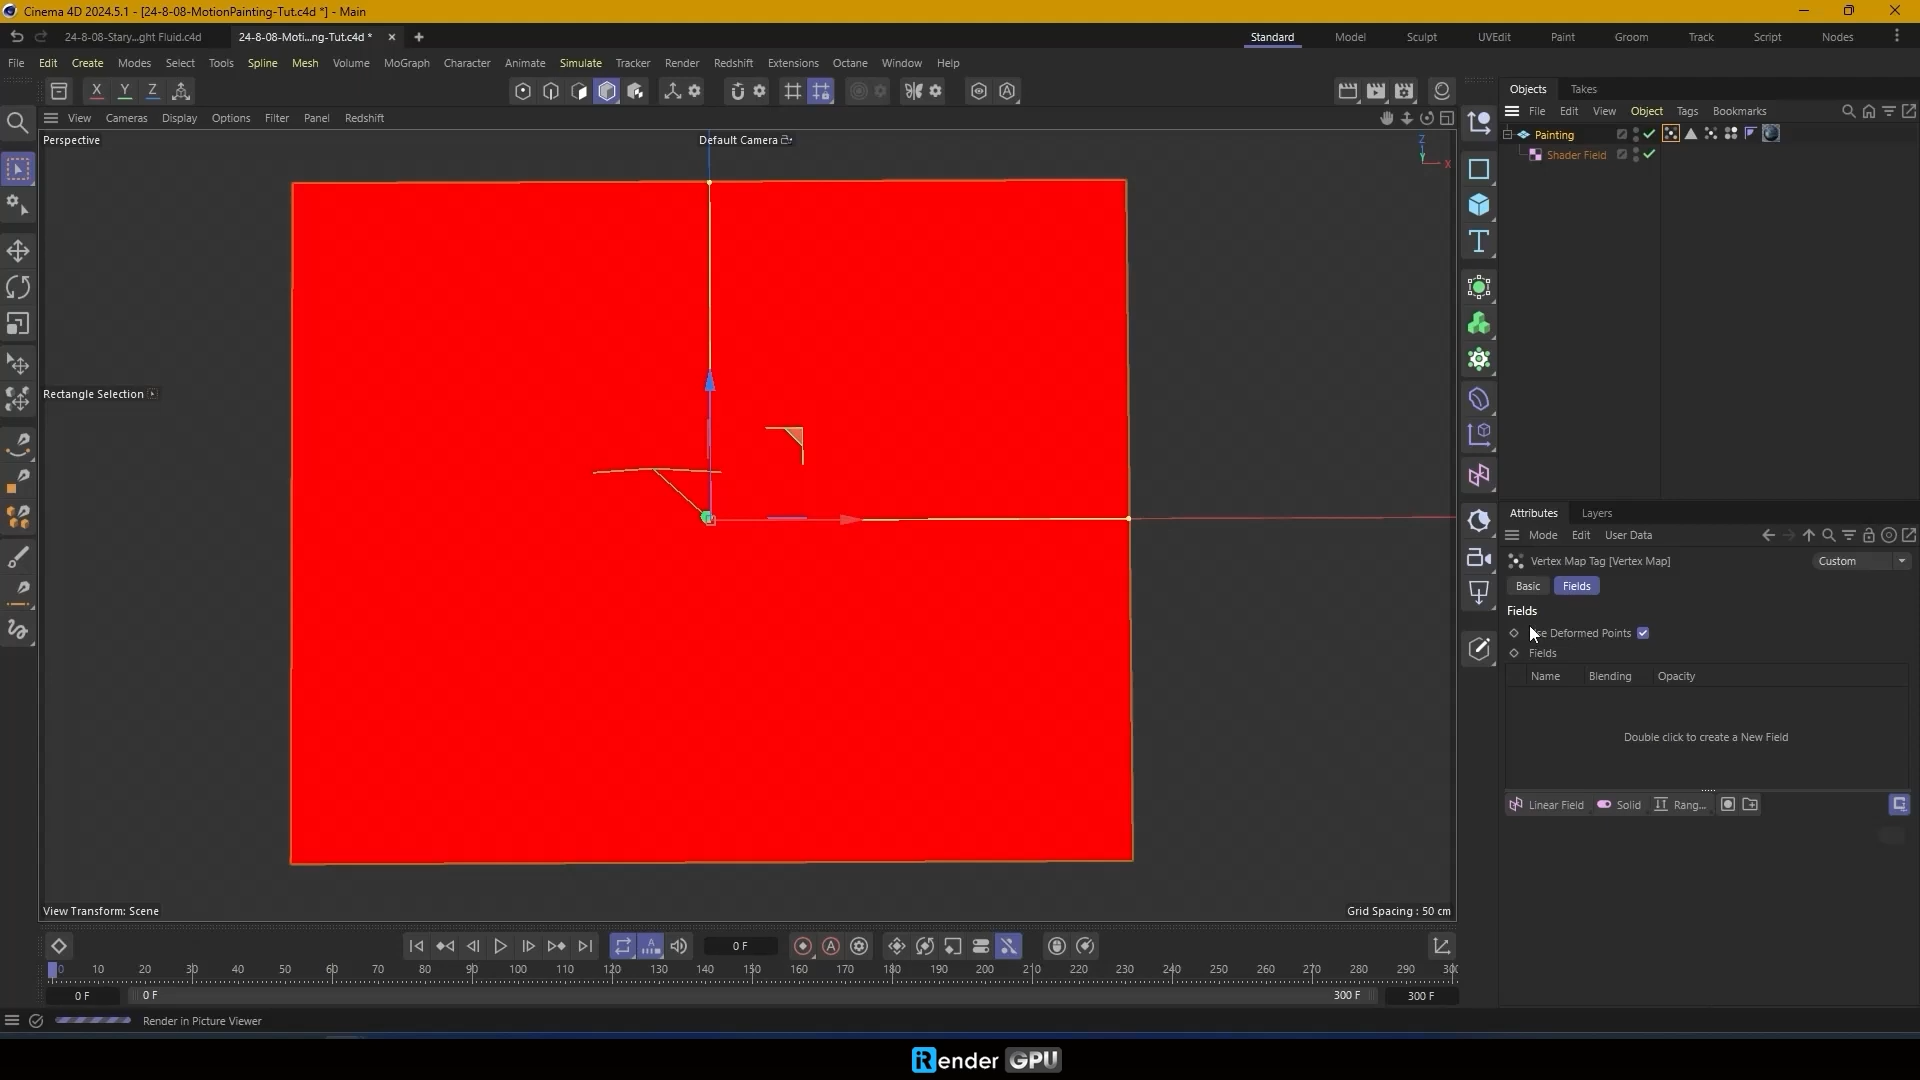 Cinema 4D 2024.5.1 - [24-8-08-MotionPainting-Tut.c4d *] - Main
24-8-08-Stary...ght Fluid.c4d 24-8-08-Moti...ng-Tut.c4d * Standard Model Sculpt UVEdit Paint Groom Track Script Nodes
File Edit Create Modes Select Tools Spline Mesh Volume MoGraph Character Animate Simulate Tracker Render Redshift Extensions Octane Window Help
X Y Z
Objects Takes
View Cameras Display Options Filter Panel Redshift
File Edit View Object Tags Bookmarks
Perspective
Default Camera
Z
Y
X
Painting
Shader Field
Rectangle Selection
Attributes Layers
Mode Edit User Data
Vertex Map Tag [Vertex Map] Custom
Basic Fields
Fields
se Deformed Points
Fields
Name Blending Opacity
Double click to create a New Field
Linear Field Solid Rang...
View Transform: Scene
Grid Spacing : 50 cm
0 F
0 10 20 30 40 50 60 70 80 90 100 110 120 130 140 150 160 170 180 190 200 210 220 230 240 250 260 270 280 290 30
0 F 0 F 300 F 300 F
Render in Picture Viewer
iRender GPU